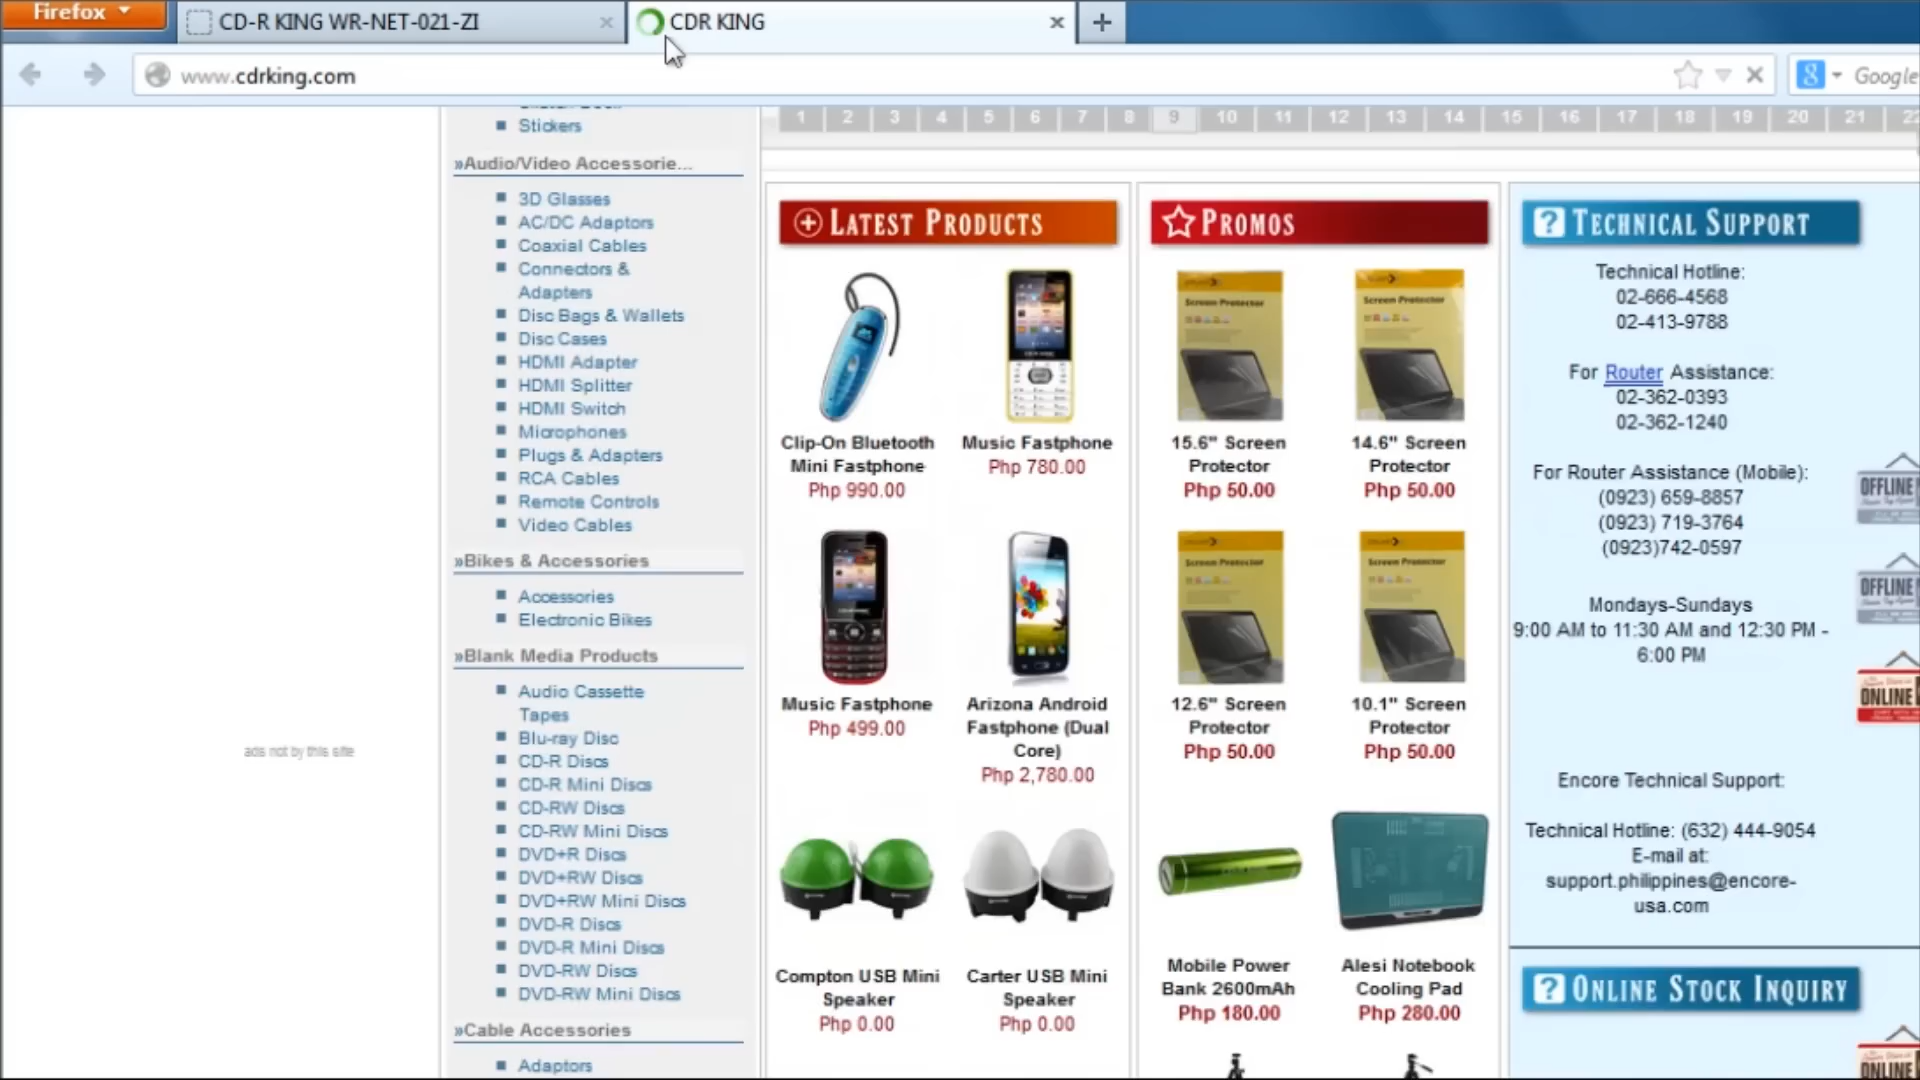 Firefox
CD-R KING WR-NET-021-ZI
CDR KING
www.cdrking.com
Google
Stickers
»Audio/Video Accessorie...
3D Glasses
AC/DC Adaptors
Coaxial Cables
Connectors &
Adapters
Disc Bags & Wallets
Disc Cases
HDMI Adapter
HDMI Splitter
HDMI Switch
Microphones
Plugs & Adapters
RCA Cables
Remote Controls
Video Cables
»Bikes & Accessories
Accessories
Electronic Bikes
»Blank Media Products
Audio Cassette
Tapes
Blu-ray Disc
CD-R Discs
CD-R Mini Discs
CD-RW Discs
CD-RW Mini Discs
DVD+R Discs
DVD+RW Discs
DVD+RW Mini Discs
DVD-R Discs
DVD-R Mini Discs
DVD-RW Discs
DVD-RW Mini Discs
»Cable Accessories
Adaptors
ads not by this site
1 2 3 4 5 6 7 8 9 10 11 12 13 14 15 16 17 18 19 20 21 22
LATEST PRODUCTS
Clip-On Bluetooth
Mini Fastphone
Php 990.00
Music Fastphone
Php 780.00
Music Fastphone
Php 499.00
Arizona Android
Fastphone (Dual
Core)
Php 2,780.00
Compton USB Mini
Speaker
Php 0.00
Carter USB Mini
Speaker
Php 0.00
PROMOS
Screen Protector
15.6" Screen
Protector
Php 50.00
Screen Protector
14.6" Screen
Protector
Php 50.00
Screen Protector
12.6" Screen
Protector
Php 50.00
Screen Protector
10.1" Screen
Protector
Php 50.00
Mobile Power
Bank 2600mAh
Php 180.00
Alesi Notebook
Cooling Pad
Php 280.00
TECHNICAL SUPPORT
Technical Hotline:
02-666-4568
02-413-9788
For Router Assistance:
02-362-0393
02-362-1240
For Router Assistance (Mobile):
(0923) 659-8857
(0923) 719-3764
(0923)742-0597
Mondays-Sundays
9:00 AM to 11:30 AM and 12:30 PM -
6:00 PM
Encore Technical Support:
Technical Hotline: (632) 444-9054
E-mail at:
support.philippines@encore-
usa.com
ONLINE STOCK INQUIRY
OFFLINE
OFFLINE
ONLINE
ONLINE